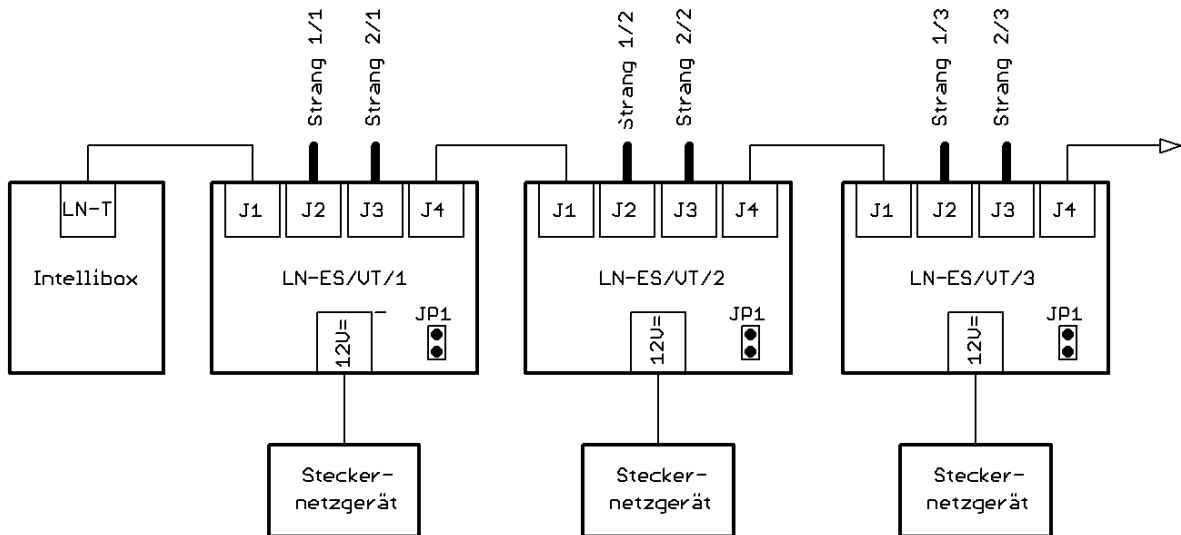 Strang 1/1
Strang 2/1
Strang 1/2
Strang 2/2
Strang 1/3
Strang 2/3
LN-T
Intellibox
J1
J2
J3
J4
LN-ES/VT/1
JP1
12V=
J1
J2
J3
J4
LN-ES/VT/2
JP1
12V=
J1
J2
J3
J4
LN-ES/VT/3
JP1
12V=
Stecker-
netzgerät
Stecker-
netzgerät
Stecker-
netzgerät